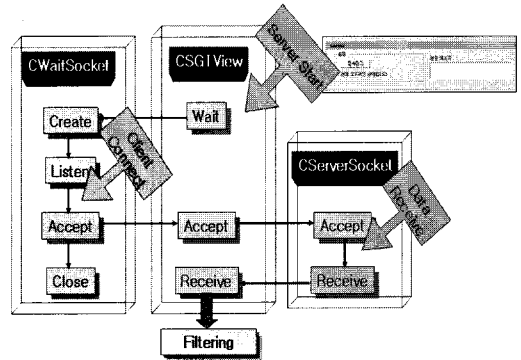 CWaitSocket
CSGIView
Server Start
Create
Wait
Client
Connect
Listen
CServerSocket
Data
Receive
Accept
Accept
Accept
Close
Receive
Receive
Filtering